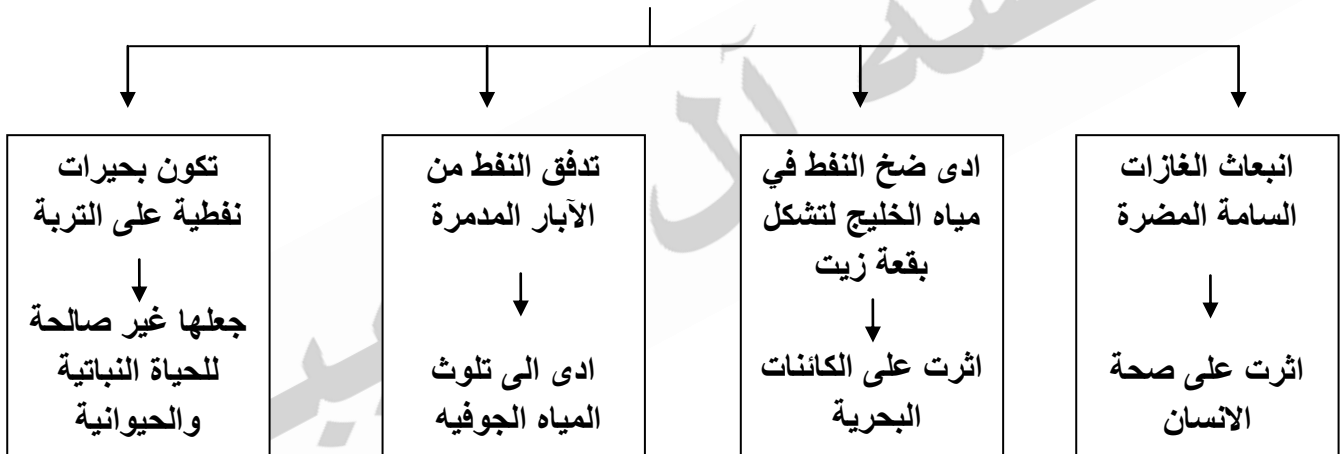 انبعاث الغازات
السامة المضرة
اثرت على صحة
الانسان
ادى ضخ النفط في
مياه الخليج لتشكل
بقعة زيت
اثرت على الكائنات
البحرية
تدفق النفط من
الآبار المدمرة
ادى الى تلوث
المياه الجوفيه
تكون بحيرات
نفطية على التربة
جعلها غير صالحة
للحياة النباتية
والحيوانية